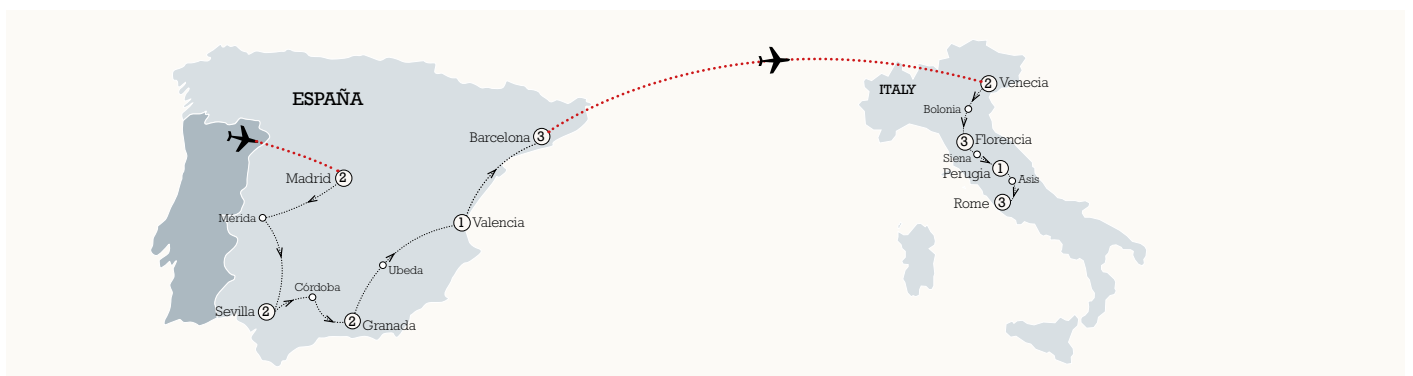 ESPAÑA
Madrid 2
Mérida
Sevilla 2
Córdoba
2 Granada
Ubeda
1 Valencia
Barcelona 3
ITALY
2 Venecia
Bolonia
3 Florencia
Siena
Perugia 1
Asis
Rome 3